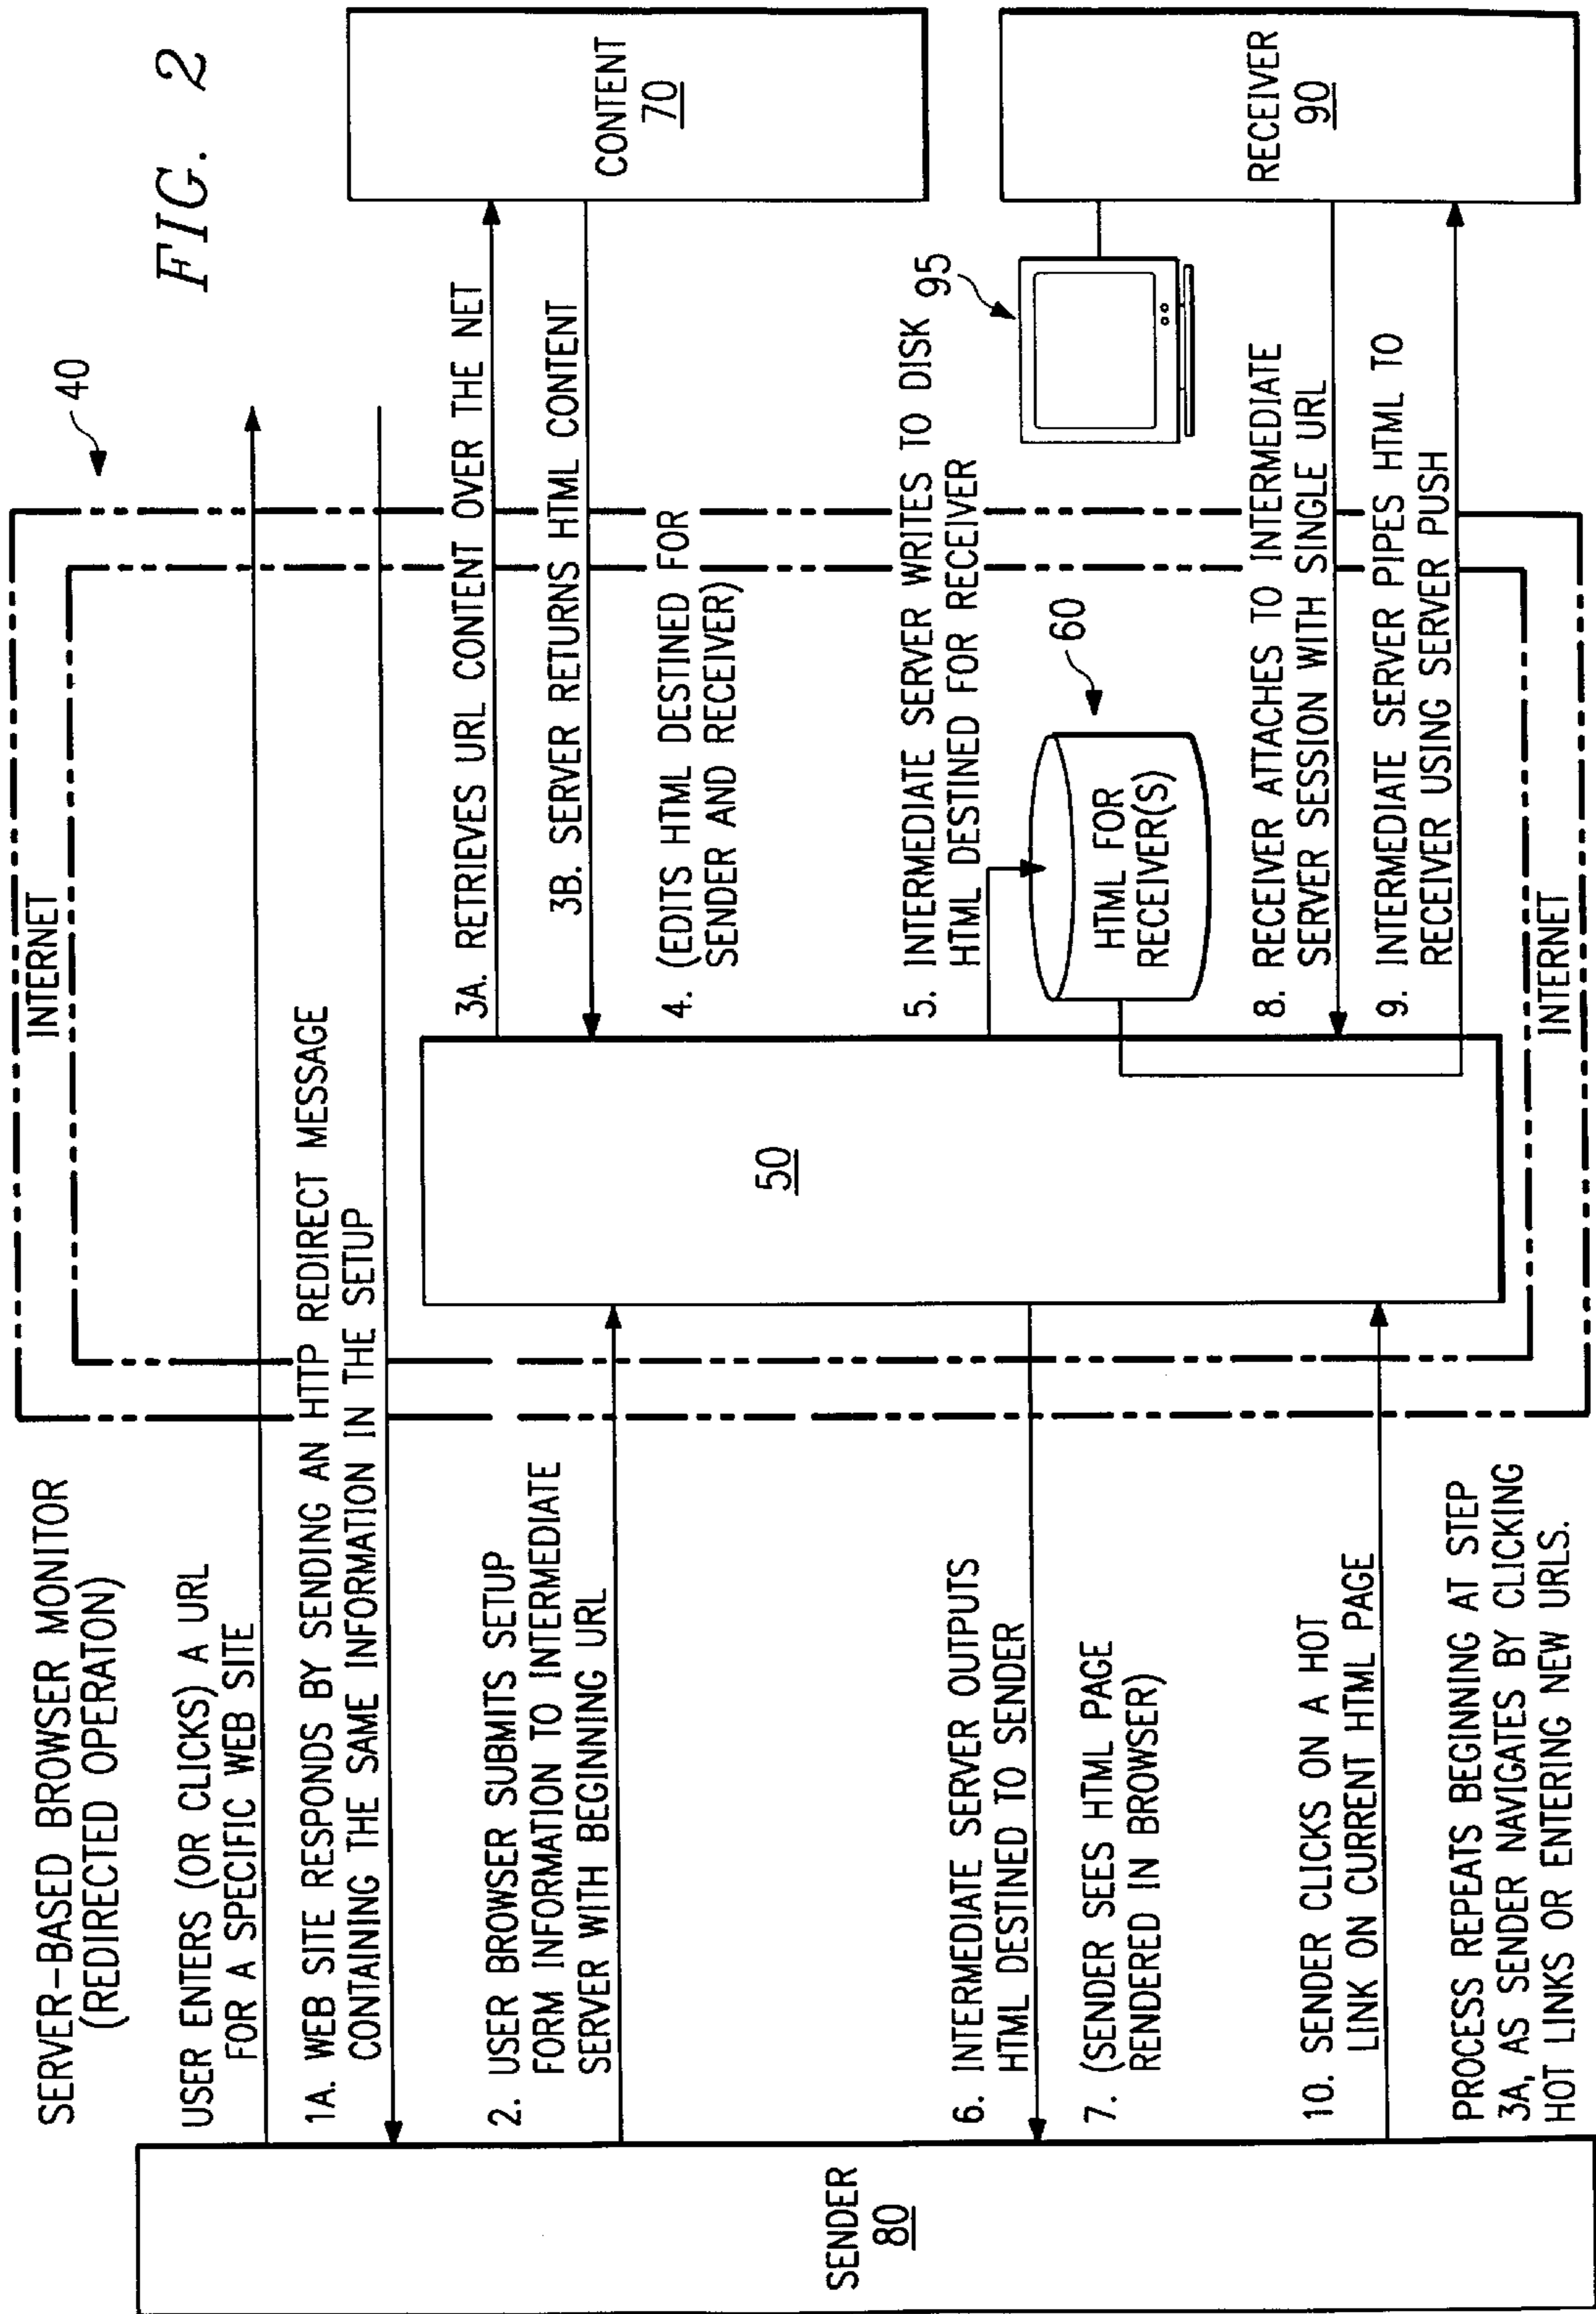 FIG. 2
SERVER-BASED BROWSER MONITOR
(REDIRECTED OPERATON)
40
INTERNET
USER ENTERS (OR CLICKS) A URL
FOR A SPECIFIC WEB SITE
1A. WEB SITE RESPONDS BY SENDING AN HTTP REDIRECT MESSAGE
CONTAINING THE SAME INFORMATION IN THE SETUP
2. USER BROWSER SUBMITS SETUP
FORM INFORMATION TO INTERMEDIATE
SERVER WITH BEGINNING URL
3A. RETRIEVES URL CONTENT OVER THE NET
3B. SERVER RETURNS HTML CONTENT
4. (EDITS HTML DESTINED FOR
SENDER AND RECEIVER)
CONTENT
70
SENDER
80
50
5. INTERMEDIATE SERVER WRITES TO DISK
HTML DESTINED FOR RECEIVER
95
60
HTML FOR
RECEIVER(S)
6. INTERMEDIATE SERVER OUTPUTS
HTML DESTINED TO SENDER
7. (SENDER SEES HTML PAGE
RENDERED IN BROWSER)
8. RECEIVER ATTACHES TO INTERMEDIATE
SERVER SESSION WITH SINGLE URL
9. INTERMEDIATE SERVER PIPES HTML TO
RECEIVER USING SERVER PUSH
RECEIVER
90
10. SENDER CLICKS ON A HOT
LINK ON CURRENT HTML PAGE
PROCESS REPEATS BEGINNING AT STEP
3A, AS SENDER NAVIGATES BY CLICKING
HOT LINKS OR ENTERING NEW URLS.
INTERNET